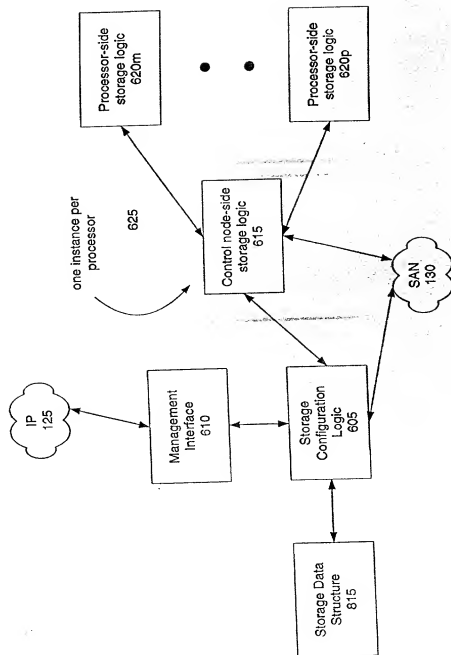 IP
125
Management
Interface
610
Storage Data
Structure
815
Storage
Configuration
Logic
605
one instance per
processor
625
Control node-side
storage logic
615
SAN
130
Processor-side
storage logic
620m
Processor-side
storage logic
620p